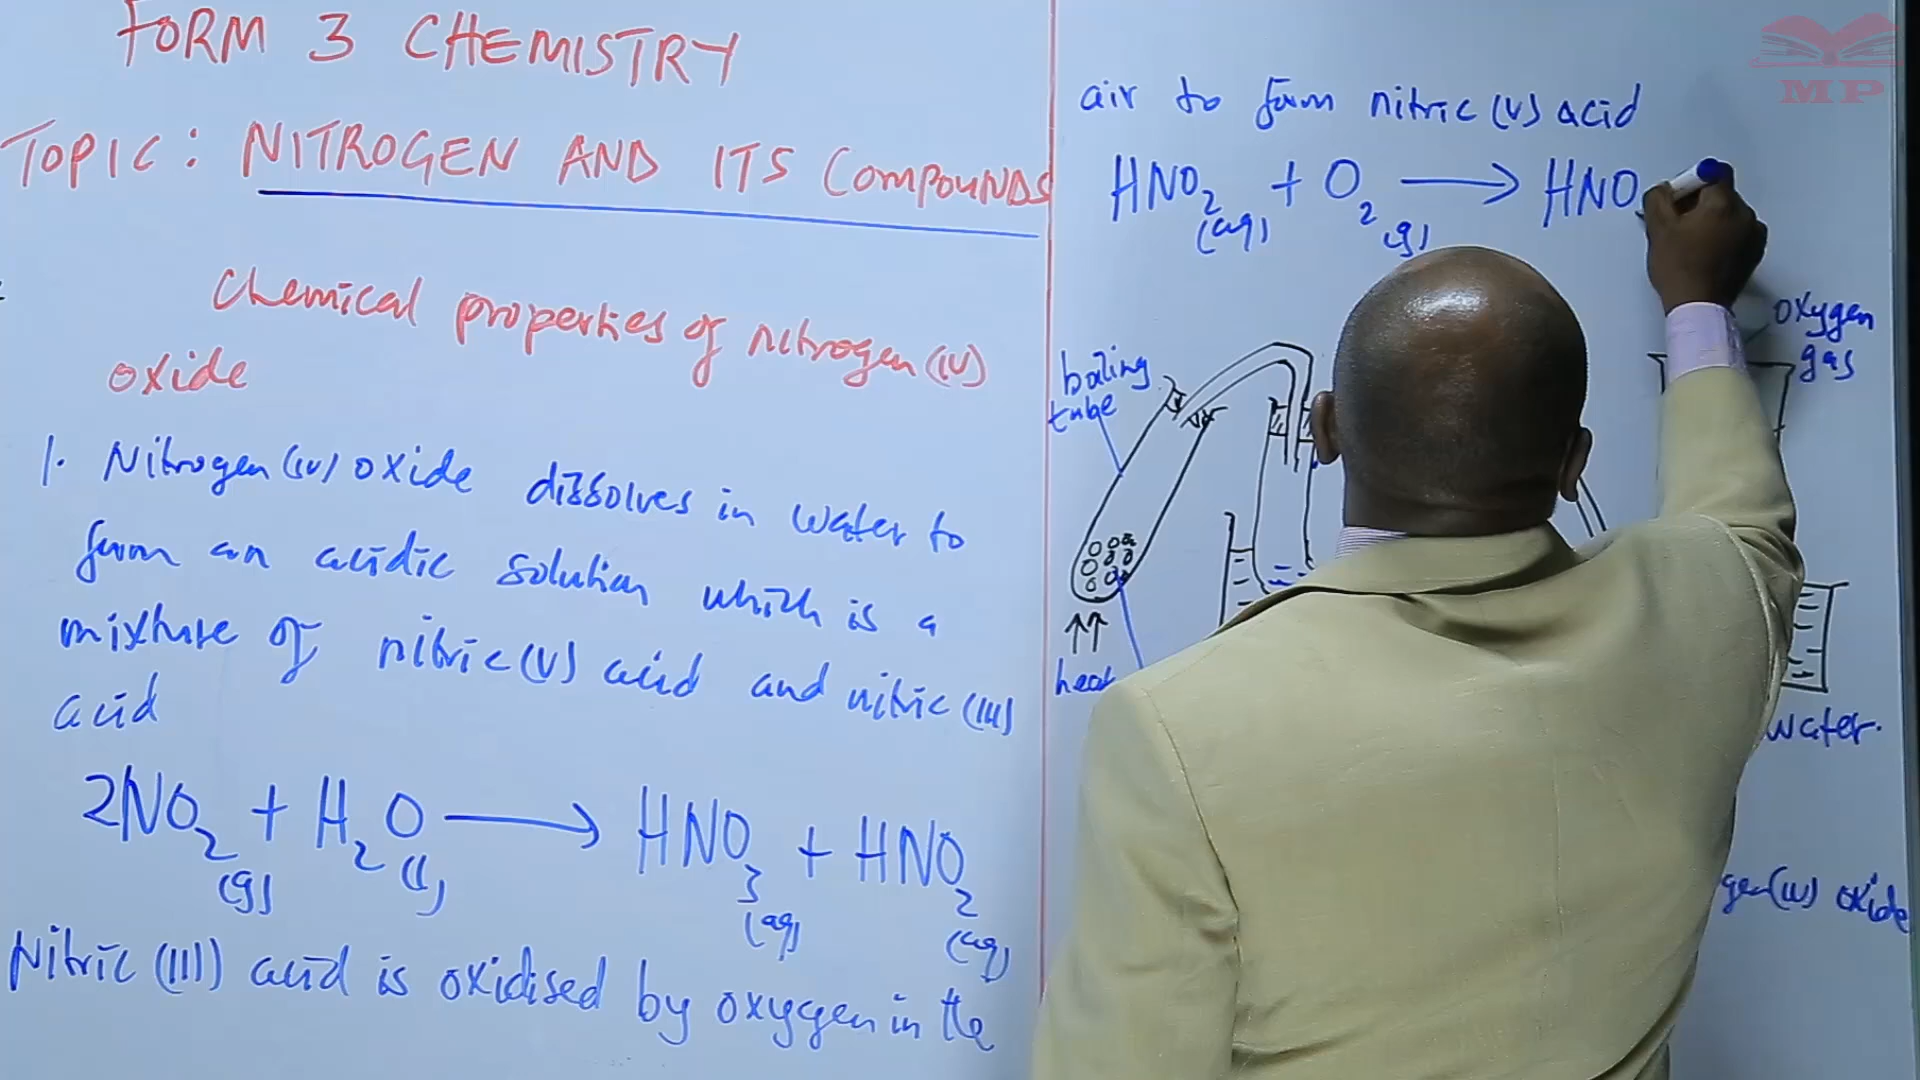 FORM 3 CHEMISTRY
TOPIC: NITROGEN AND ITS COMPOUNDS
Chemical properties of nitrogen (IV)
oxide
1. Nitrogen (IV) oxide dissolves in water to
form an acidic solution which is a
mixture of nitric (V) acid and nitric (III)
acid
2NO2(g) + H2O(l) → HNO3(aq) + HNO2(aq)
Nitric (III) acid is oxidised by oxygen in the
air to form nitric (V) acid
HNO2(aq) + O2(g) → HNO
oxygen
gas
boiling
tube
heat
water.
gen (IV) oxide
MP